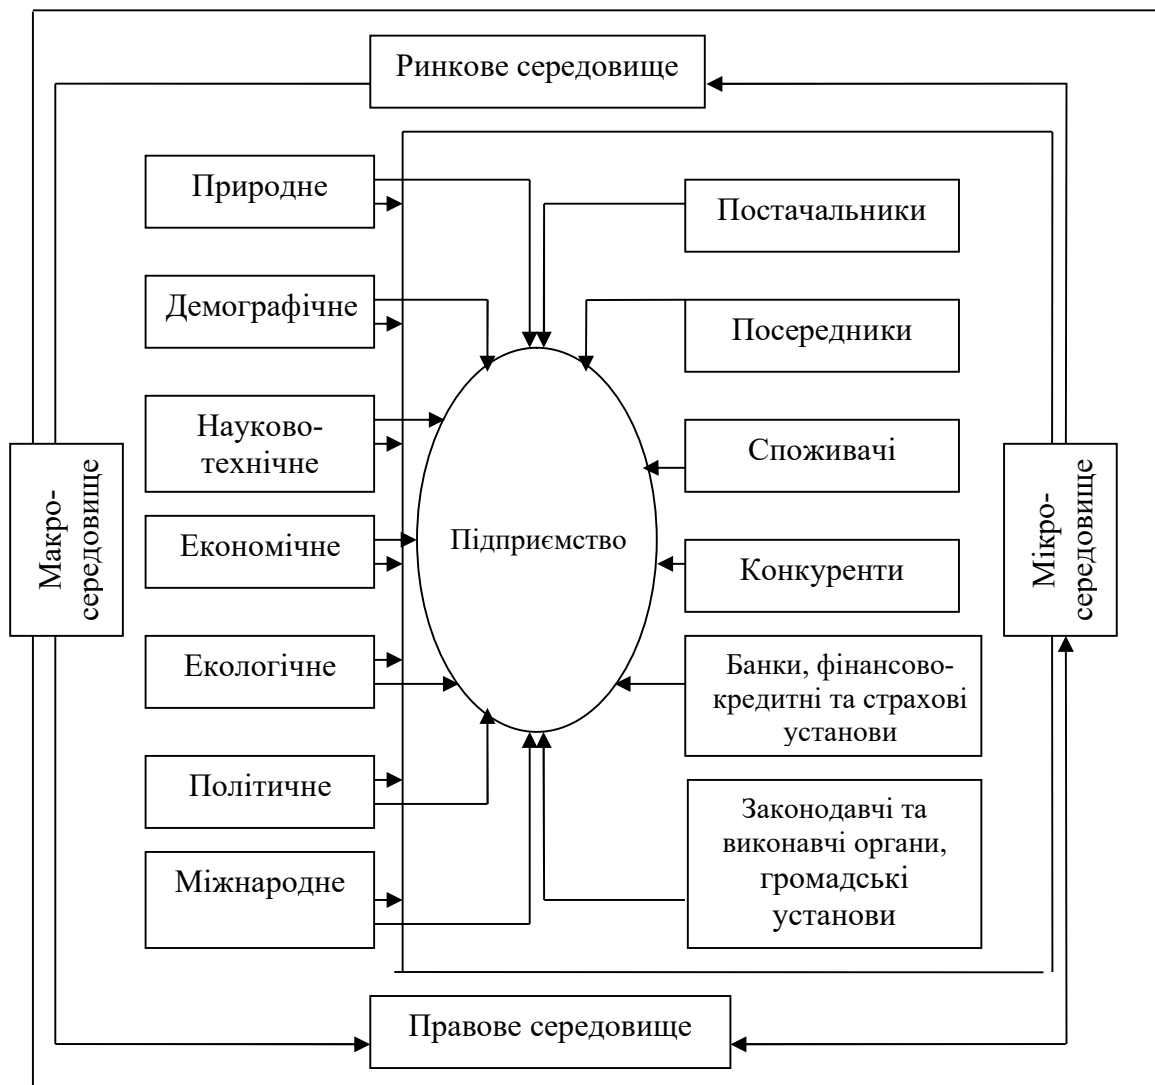 Ринкове середовище
Природне
Постачальники
Демографічне
Посередники
Науково-
технічне
Споживачі
Макро-
середовище
Економічне
Підприємство
Конкуренти
Мікро-
середовище
Екологічне
Банки, фінансово-
кредитні та страхові
установи
Політичне
Законодавчі та
виконавчі органи,
громадські
установи
Міжнародне
Правове середовище